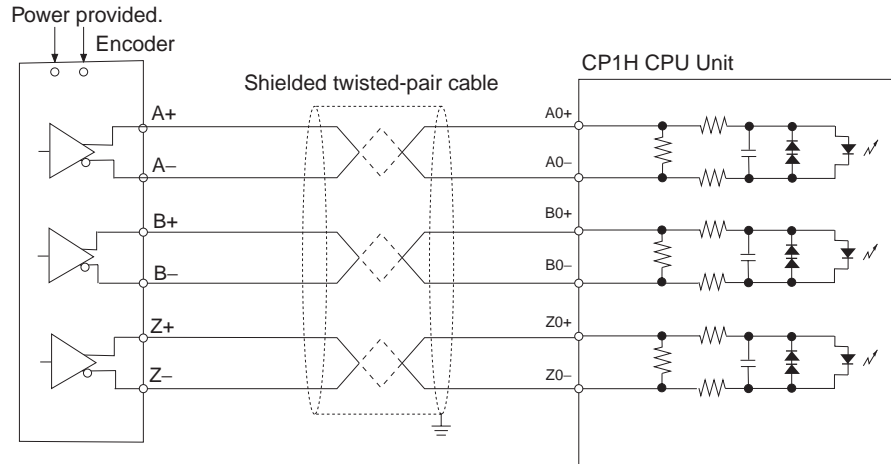 Power provided.
Encoder
CP1H CPU Unit
Shielded twisted-pair cable
A+
A0+
A−
A0−
B+
B0+
B−
B0−
Z+
Z0+
Z−
Z0−